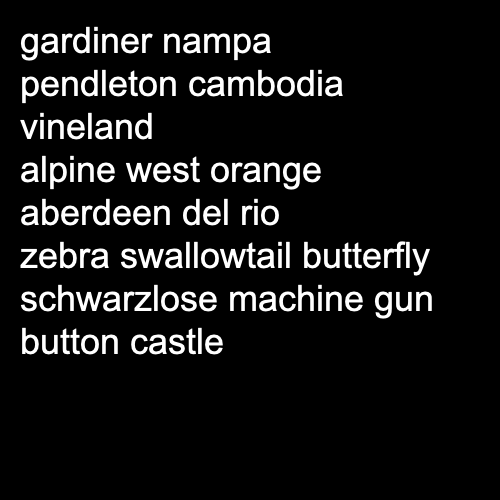 gardiner nampa
pendleton cambodia
vineland
alpine west orange
aberdeen del rio
zebra swallowtail butterfly
schwarzlose machine gun
button castle